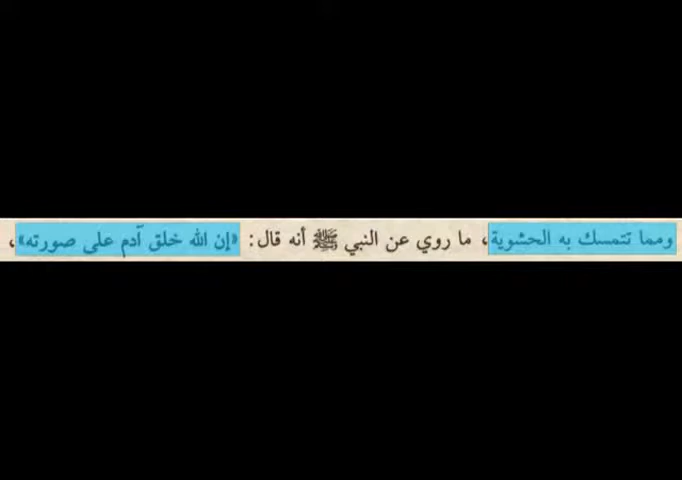 ومما تتمسك به الحشوية، ما روي عن النبي ﷺ أنه قال: «إن الله خلق آدم على صورته»،